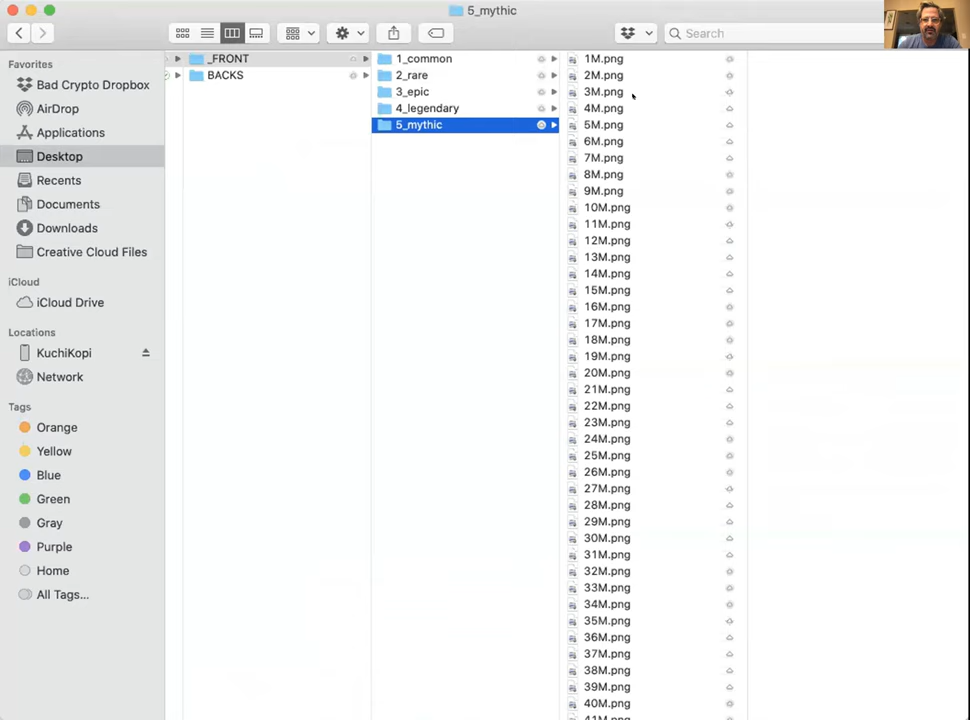 5_mythic
Search
Favorites
Bad Crypto Dropbox
AirDrop
Applications
Desktop
Recents
Documents
Downloads
Creative Cloud Files
iCloud
iCloud Drive
Locations
KuchiKopi
Network
Tags
Orange
Yellow
Blue
Green
Gray
Purple
Home
All Tags...
_FRONT
BACKS
1_common
2_rare
3_epic
4_legendary
5_mythic
1M.png
2M.png
3M.png
4M.png
5M.png
6M.png
7M.png
8M.png
9M.png
10M.png
11M.png
12M.png
13M.png
14M.png
15M.png
16M.png
17M.png
18M.png
19M.png
20M.png
21M.png
22M.png
23M.png
24M.png
25M.png
26M.png
27M.png
28M.png
29M.png
30M.png
31M.png
32M.png
33M.png
34M.png
35M.png
36M.png
37M.png
38M.png
39M.png
40M.png
41M.png